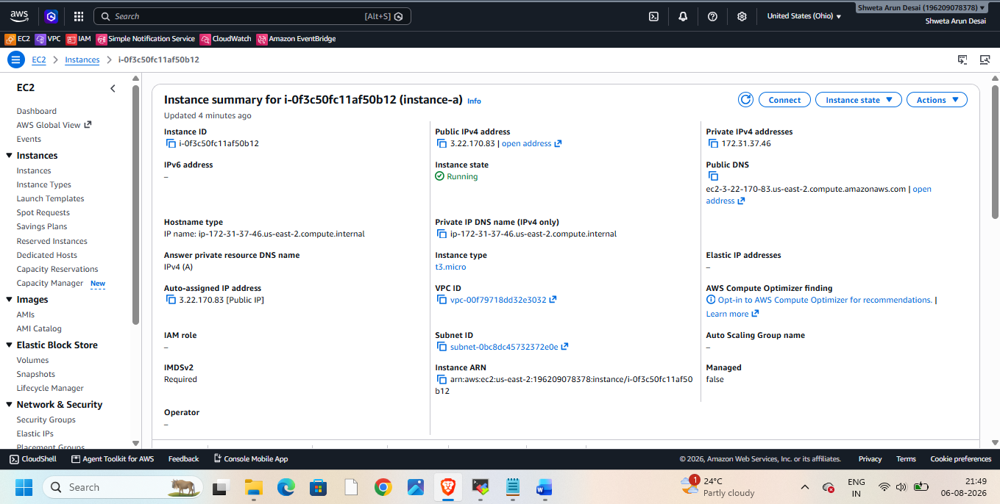 aws
Search
[Alt+S]
United States (Ohio)
Shweta Arun Desai (196209078378)
Shweta Arun Desai
EC2
VPC
IAM
Simple Notification Service
CloudWatch
Amazon EventBridge
EC2
Instances
i-0f3c50fc11af50b12
EC2
Dashboard
AWS Global View
Events
Instances
Instances
Instance Types
Launch Templates
Spot Requests
Savings Plans
Reserved Instances
Dedicated Hosts
Capacity Reservations
Capacity Manager New
Images
AMIs
AMI Catalog
Elastic Block Store
Volumes
Snapshots
Lifecycle Manager
Network & Security
Security Groups
Elastic IPs
Placement Groups
Instance summary for i-0f3c50fc11af50b12 (instance-a) Info
Updated 4 minutes ago
Connect
Instance state
Actions
Instance ID
i-0f3c50fc11af50b12
Public IPv4 address
3.22.170.83 | open address
Private IPv4 addresses
172.31.37.46
IPv6 address
–
Instance state
Running
Public DNS
ec2-3-22-170-83.us-east-2.compute.amazonaws.com | open
address
Hostname type
IP name: ip-172-31-37-46.us-east-2.compute.internal
Private IP DNS name (IPv4 only)
ip-172-31-37-46.us-east-2.compute.internal
Answer private resource DNS name
IPv4 (A)
Instance type
t3.micro
Elastic IP addresses
–
Auto-assigned IP address
3.22.170.83 [Public IP]
VPC ID
vpc-00f79718dd32e3032
AWS Compute Optimizer finding
Opt-in to AWS Compute Optimizer for recommendations. |
Learn more
IAM role
–
Subnet ID
subnet-0bc8dc45732372e0e
Auto Scaling Group name
–
IMDSv2
Required
Instance ARN
arn:aws:ec2:us-east-2:196209078378:instance/i-0f3c50fc11af50
b12
Managed
false
Operator
–
CloudShell
Agent Toolkit for AWS
Feedback
Console Mobile App
© 2026, Amazon Web Services, Inc. or its affiliates.
Privacy
Terms
Cookie preferences
Search
1
24°C
Partly cloudy
ENG
IN
21:49
06-08-2026